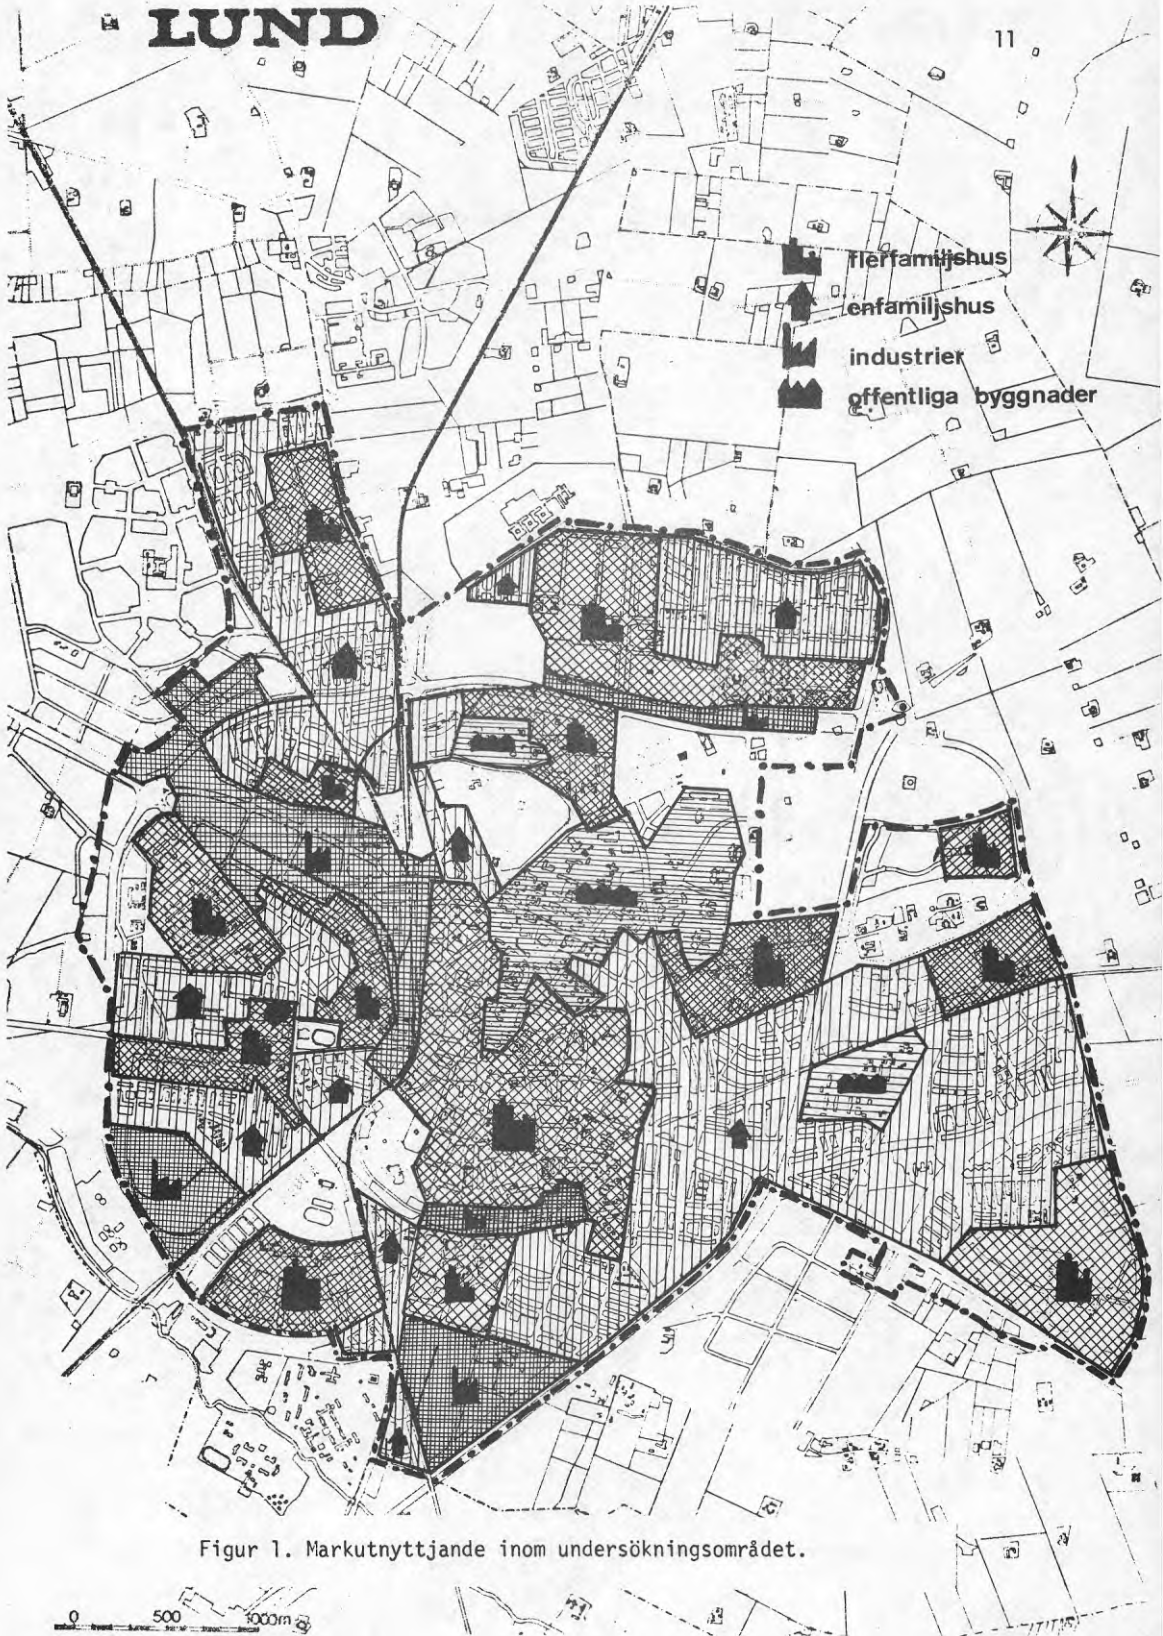 LUND
11
flerfamiljshus
enfamiljshus
industrier
offentliga byggnader
Figur 1. Markutnyttjande inom undersökningsområdet.
0 500 1000m